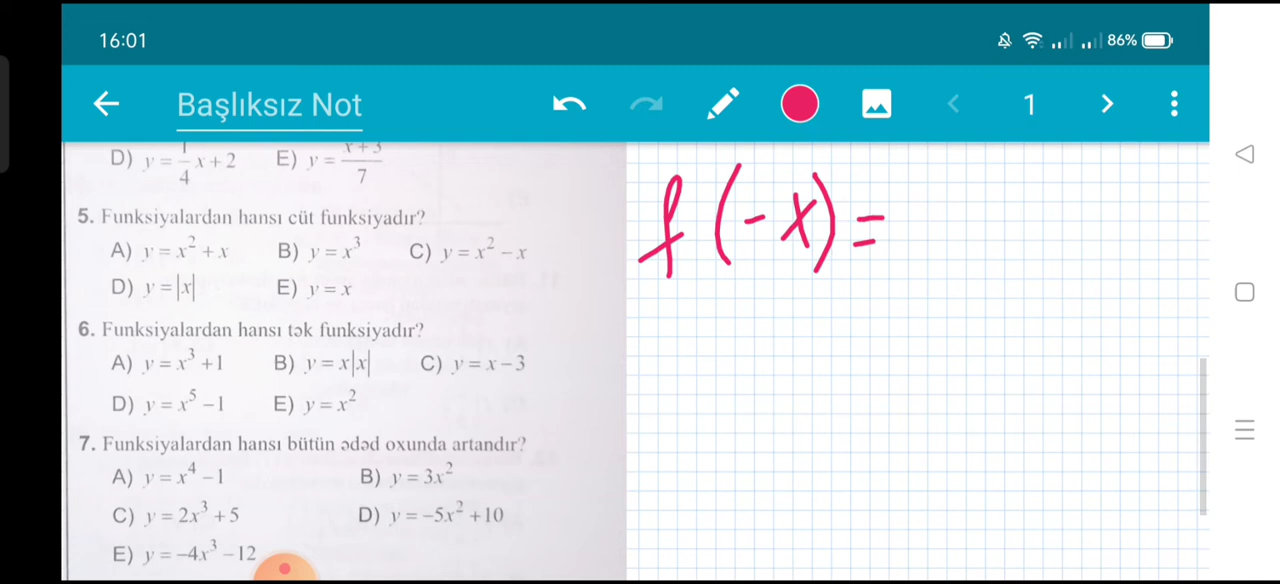 16:01 86%
Başlıksız Not 1
D) y = 1/4 x + 2 E) y = x + 3 / 7
5. Funksiyalardan hansı cüt funksiyadır?
A) y = x² + x B) y = x³ C) y = x² − x
D) y = |x| E) y = x
6. Funksiyalardan hansı tək funksiyadır?
A) y = x³ + 1 B) y = x|x| C) y = x − 3
D) y = x⁵ − 1 E) y = x²
7. Funksiyalardan hansı bütün ədəd oxunda artandır?
A) y = x⁴ − 1 B) y = 3x²
C) y = 2x³ + 5 D) y = −5x² + 10
E) y = −4x³ − 12
f(-x)=